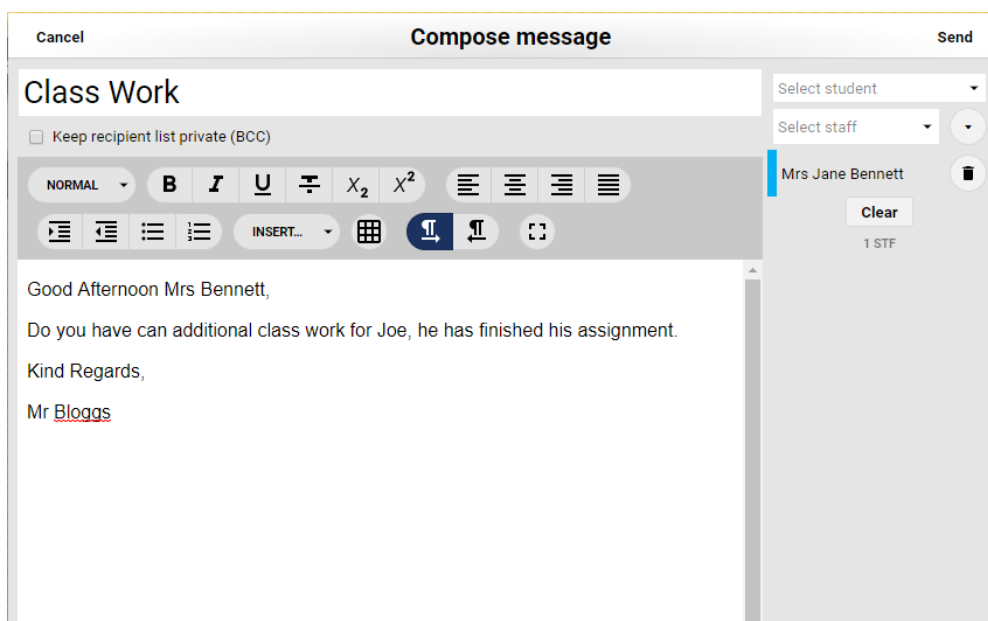 Cancel Compose message Send
Class Work
Select student
Keep recipient list private (BCC)
Select staff
NORMAL B I U T X₂ X²
Mrs Jane Bennett
INSERT...
Clear
1 STF
Good Afternoon Mrs Bennett,
Do you have can additional class work for Joe, he has finished his assignment.
Kind Regards,
Mr Bloggs